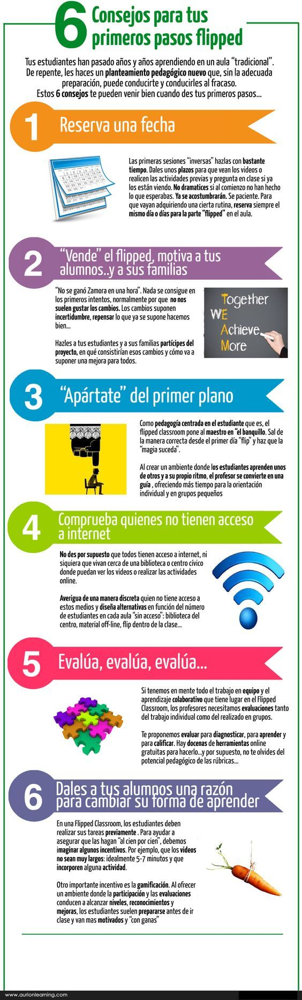 6
Consejos para tus
primeros pasos flipped
Tus estudiantes han pasado años y años aprendiendo en un aula “tradicional”.
De repente, les haces un planteamiento pedagógico nuevo que, sin la adecuada
preparación, puede conducirte y conducirles al fracaso.
Estos 6 consejos te pueden venir bien cuando des tus primeros pasos...
1
Reserva una fecha
Las primeras sesiones “inversas” hazlas con bastante
tiempo. Dales unos plazos para que vean los videos o
realicen las actividades previas y pregunta en clase si ya
los están viendo. No dramatices si al comienzo no han hecho
lo que esperabas. Ya se acostumbrarán. Se paciente. Para
que vayan adquiriendo una cierta rutina, reserva siempre el
mismo día o días para la parte “flipped” en el aula.
2
“Vende” el flipped, motiva a tus
alumnos..y a sus familias
“No se ganó Zamora en una hora”. Nada se consigue en
los primeros intentos, normalmente por que no nos
suelen gustar los cambios. Los cambios suponen
incertidumbre, repensar lo que ya se supone hacemos
bien...
Hazles a tus estudiantes y a sus familias partícipes del
proyecto, en qué consistirían esos cambios y cómo va a
suponer una mejora para todos.
Together
WE
Achieve
More
3
“Apártate” del primer plano
Como pedagogía centrada en el estudiante que es, el
flipped classroom pone al maestro en “el banquillo. Sal de
la manera correcta desde el primer día “flip” y haz que la
“magia suceda”.
Al crear un ambiente donde los estudiantes aprenden unos
de otros y a su propio ritmo, el profesor se convierte en una
guía , ofreciendo más tiempo para la orientación
individual y en grupos pequeños
4
Comprueba quienes no tienen acceso
a internet
No des por supuesto que todos tienen acceso a internet, ni
siquiera que vivan cerca de una biblioteca o centro cívico
donde puedan ver los videos o realizar las actividades
online.
Averigua de una manera discreta quien no tiene acceso a
estos medios y diseña alternativas en función del número
de estudiantes en cada aula “sin acceso”: biblioteca del
centro, material off-line, flip dentro de la clase...
5
Evalúa, evalúa, evalúa...
Si tenemos en mente todo el trabajo en equipo y el
aprendizaje colaborativo que tiene lugar en el Flipped
Classroom, los profesores necesitamos evaluaciones tanto
del trabajo individual como del realizado en grupos.
Te proponemos evaluar para diagnosticar, para aprender y
para calificar. Hay docenas de herramientas online
gratuitas para hacerlo...y por supuesto, no te olvides del
potencial pedagógico de las rúbricas...
6
Dales a tus alumnos una razón
para cambiar su forma de aprender
En una Flipped Classroom, los estudiantes deben
realizar sus tareas previamente . Para ayudar a
asegurar que las hagan “al cien por cien”, debemos
imaginar algunos incentivos. Por ejemplo, que los videos
no sean muy largos: idealmente 5-7 minutos y que
incorporen alguna actividad.
Otro importante incentivo es la gamificación. Al ofrecer
un ambiente donde la participación y las evaluaciones
conducen a alcanzar niveles, reconocimientos y
mejoras, los estudiantes suelen prepararse antes de ir
clase y van mas motivados y “con ganas”
www.aurionlearning.com